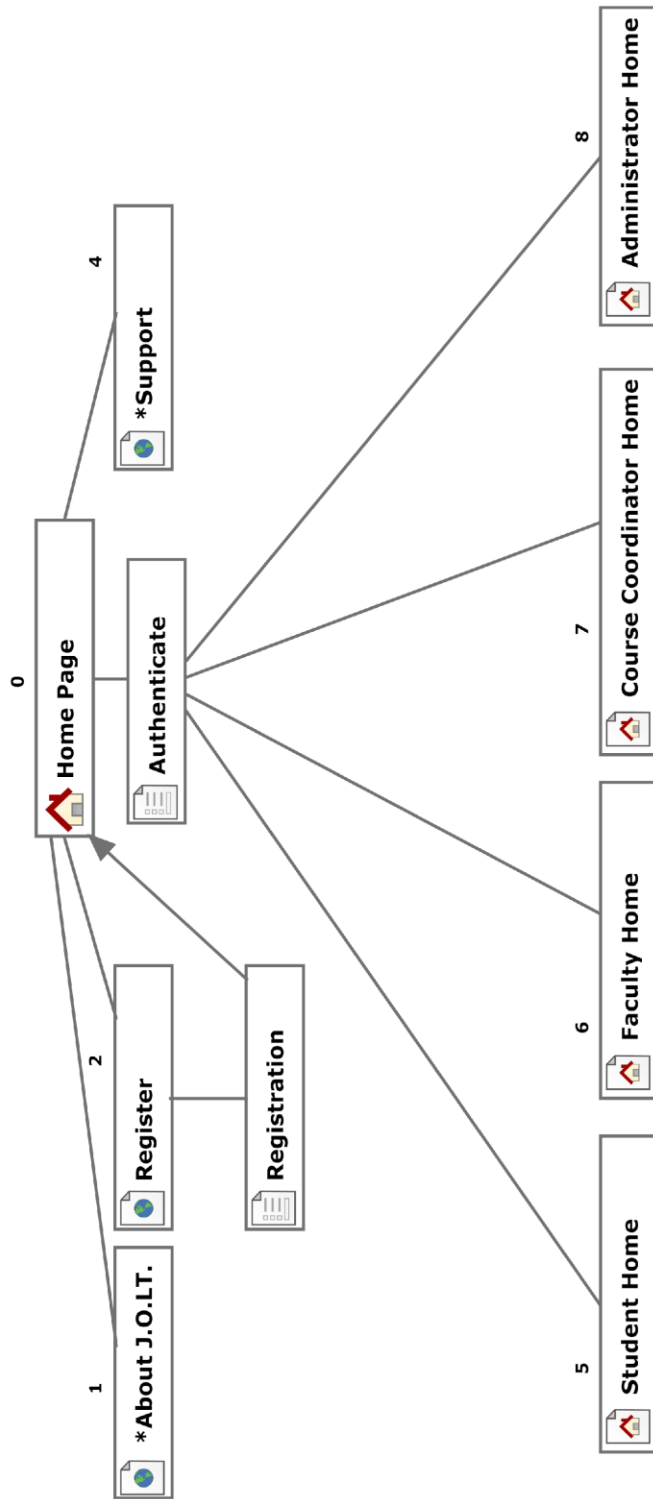 0
Home Page
1
*About J.O.LT.
2
Register
4
*Support
Authenticate
Registration
5
Student Home
6
Faculty Home
7
Course Coordinator Home
8
Administrator Home